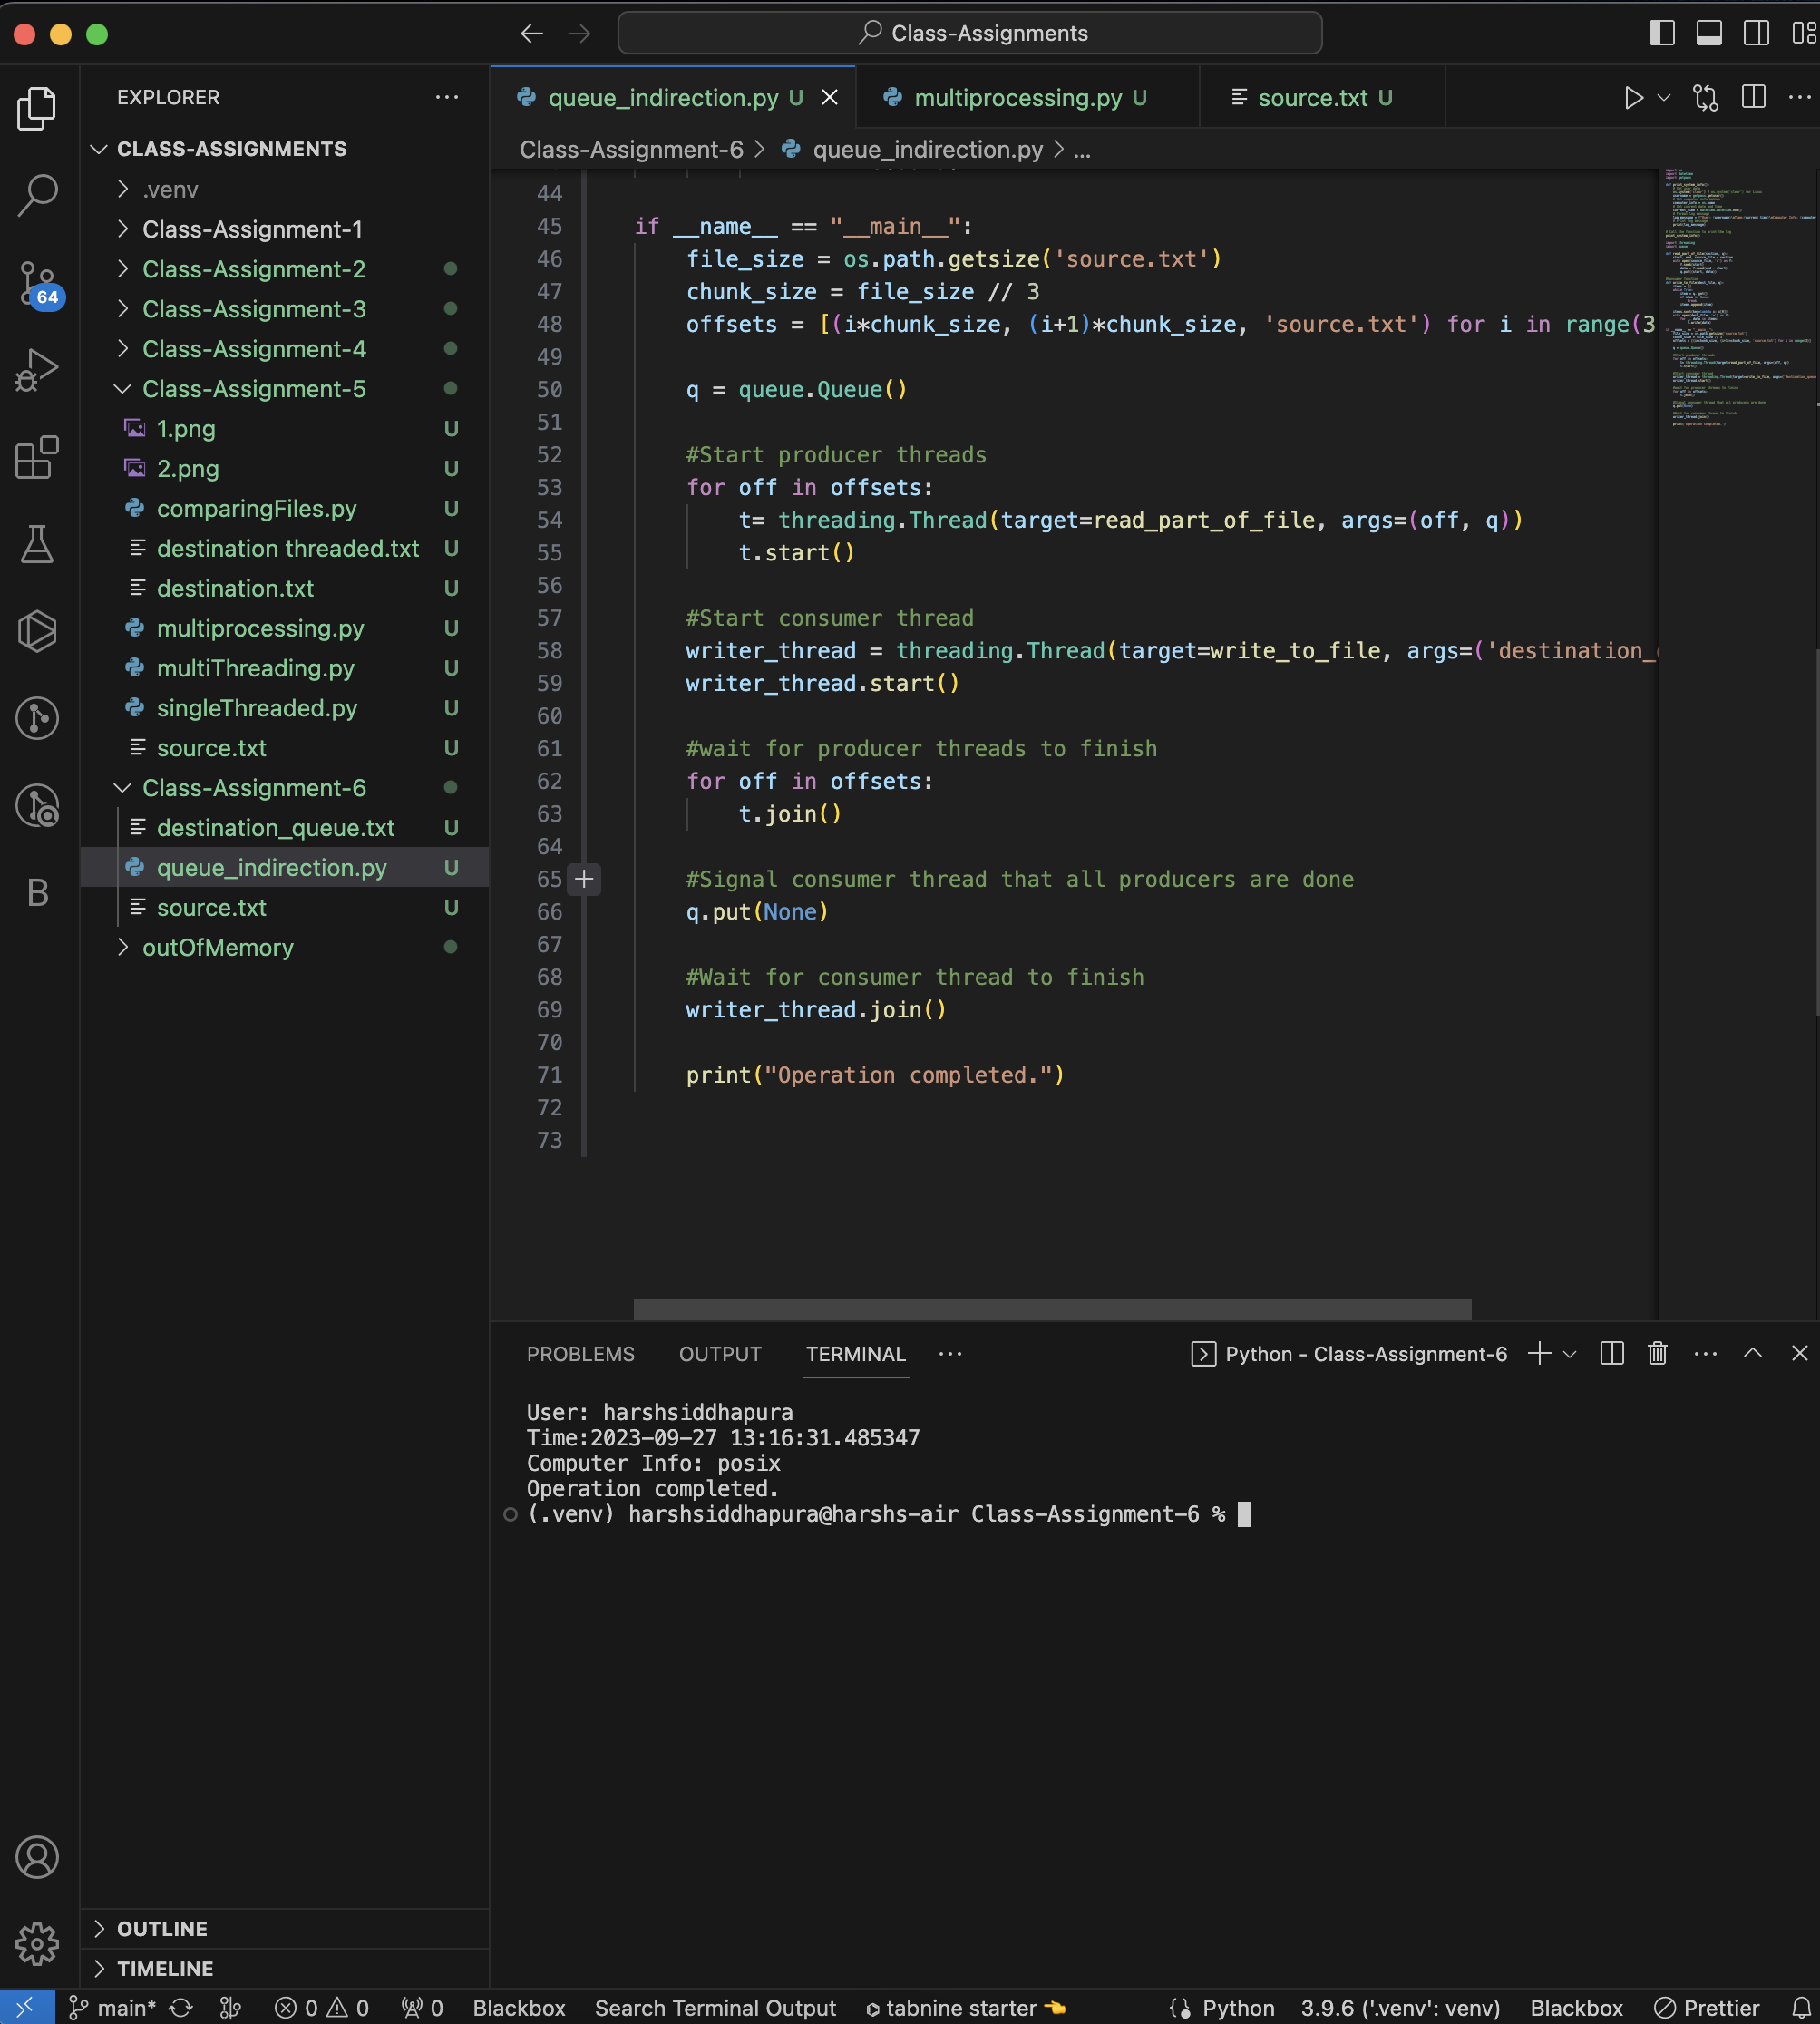 Class-Assignments
EXPLORER
CLASS-ASSIGNMENTS
.venv
Class-Assignment-1
Class-Assignment-2
Class-Assignment-3
Class-Assignment-4
Class-Assignment-5
1.png U
2.png U
comparingFiles.py U
destination threaded.txt U
destination.txt U
multiprocessing.py U
multiThreading.py U
singleThreaded.py U
source.txt U
Class-Assignment-6
destination_queue.txt U
queue_indirection.py U
source.txt U
outOfMemory
OUTLINE
TIMELINE
64
B
queue_indirection.py U
multiprocessing.py U
source.txt U
Class-Assignment-6 > queue_indirection.py > ...
44
45 if __name__ == "__main__":
46 file_size = os.path.getsize('source.txt')
47 chunk_size = file_size // 3
48 offsets = [(i*chunk_size, (i+1)*chunk_size, 'source.txt') for i in range(3
49
50 q = queue.Queue()
51
52 #Start producer threads
53 for off in offsets:
54 t= threading.Thread(target=read_part_of_file, args=(off, q))
55 t.start()
56
57 #Start consumer thread
58 writer_thread = threading.Thread(target=write_to_file, args=('destination_
59 writer_thread.start()
60
61 #wait for producer threads to finish
62 for off in offsets:
63 t.join()
64
65 #Signal consumer thread that all producers are done
66 q.put(None)
67
68 #Wait for consumer thread to finish
69 writer_thread.join()
70
71 print("Operation completed.")
72
73
PROBLEMS OUTPUT TERMINAL ... Python - Class-Assignment-6
User: harshsiddhapura
Time:2023-09-27 13:16:31.485347
Computer Info: posix
Operation completed.
(.venv) harshsiddhapura@harshs-air Class-Assignment-6 %
main* 0 0 0 Blackbox Search Terminal Output tabnine starter Python 3.9.6 ('.venv': venv) Blackbox Prettier